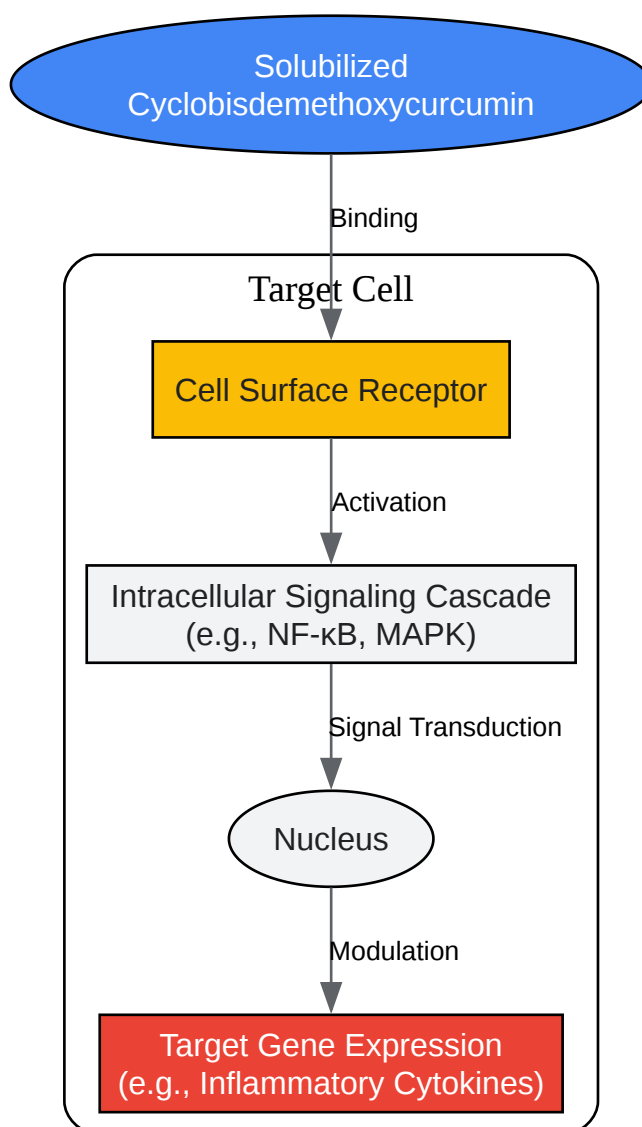 Solubilized
Cyclobisdemethoxycurcumin
Binding
Target Cell
Cell Surface Receptor
Activation
Intracellular Signaling Cascade
(e.g., NF-κB, MAPK)
Signal Transduction
Nucleus
Modulation
Target Gene Expression
(e.g., Inflammatory Cytokines)